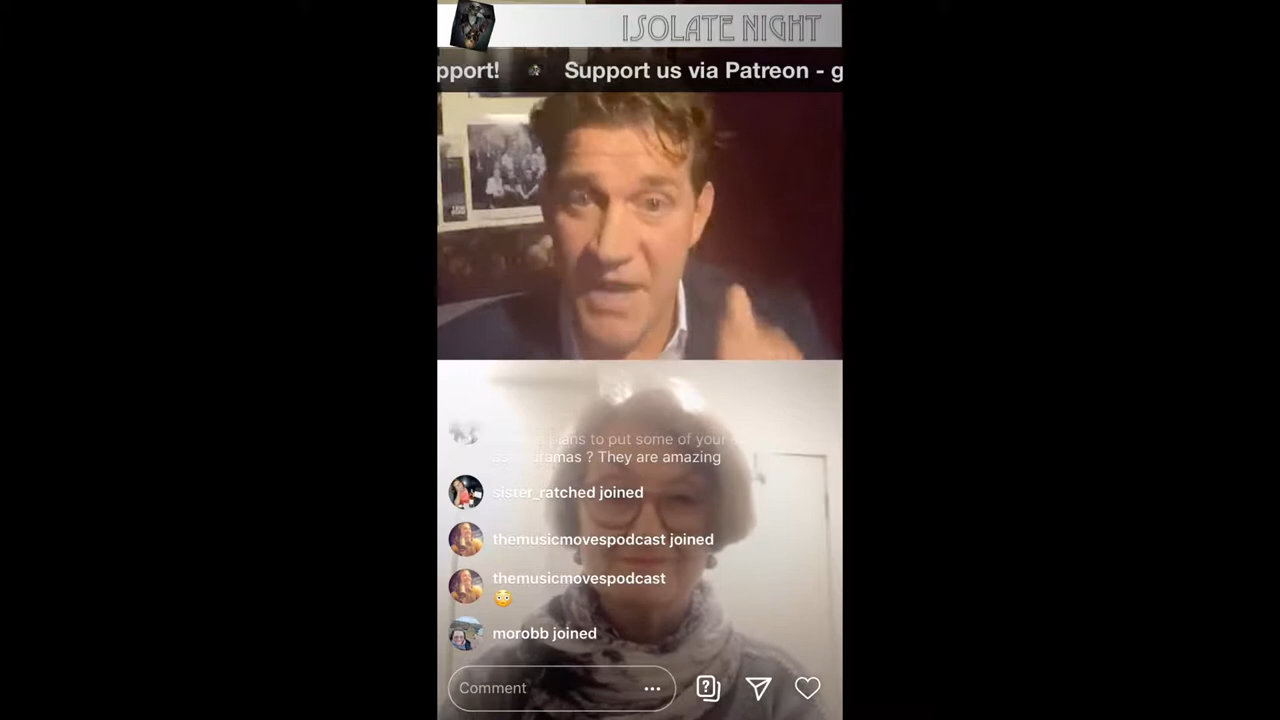 ISOLATE NIGHT
pport! Support us via Patreon - g
plans to put some of your
dramas ? They are amazing
sister_ratched joined
themusicmovespodcast joined
themusicmovespodcast
😳
morobb joined
Comment